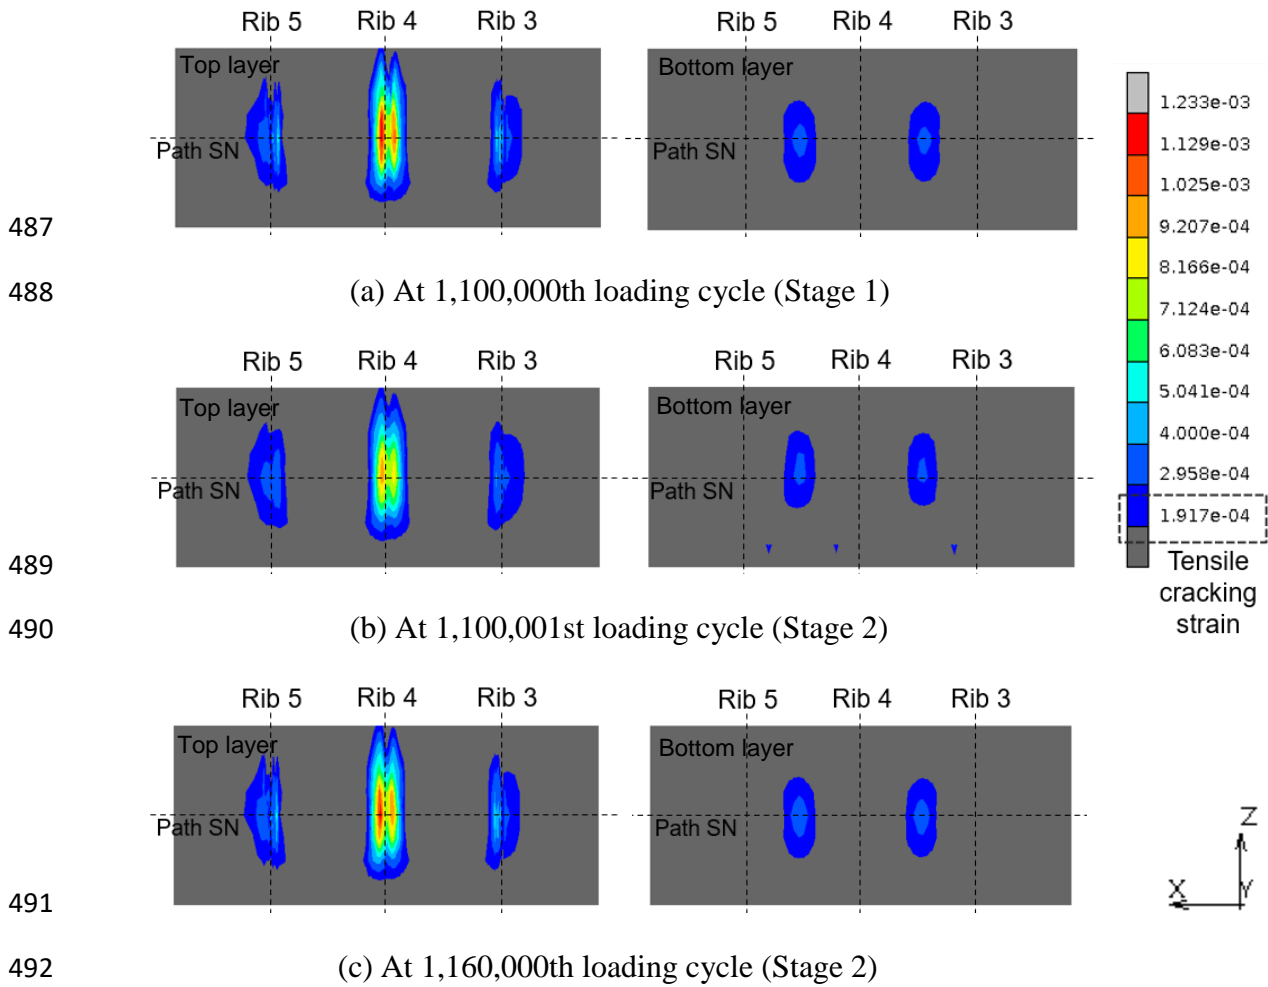 Rib 5 Rib 4 Rib 3 Rib 5 Rib 4 Rib 3
Top layer Bottom layer
Path SN Path SN
487
488 (a) At 1,100,000th loading cycle (Stage 1)
Rib 5 Rib 4 Rib 3 Rib 5 Rib 4 Rib 3
Top layer Bottom layer
Path SN Path SN
489
490 (b) At 1,100,001st loading cycle (Stage 2)
Rib 5 Rib 4 Rib 3 Rib 5 Rib 4 Rib 3
Top layer Bottom layer
Path SN Path SN
491
492 (c) At 1,160,000th loading cycle (Stage 2)
1.233e-03
1.129e-03
1.025e-03
9.207e-04
8.166e-04
7.124e-04
6.083e-04
5.041e-04
4.000e-04
2.958e-04
1.917e-04
Tensile
cracking
strain
Z
X Y